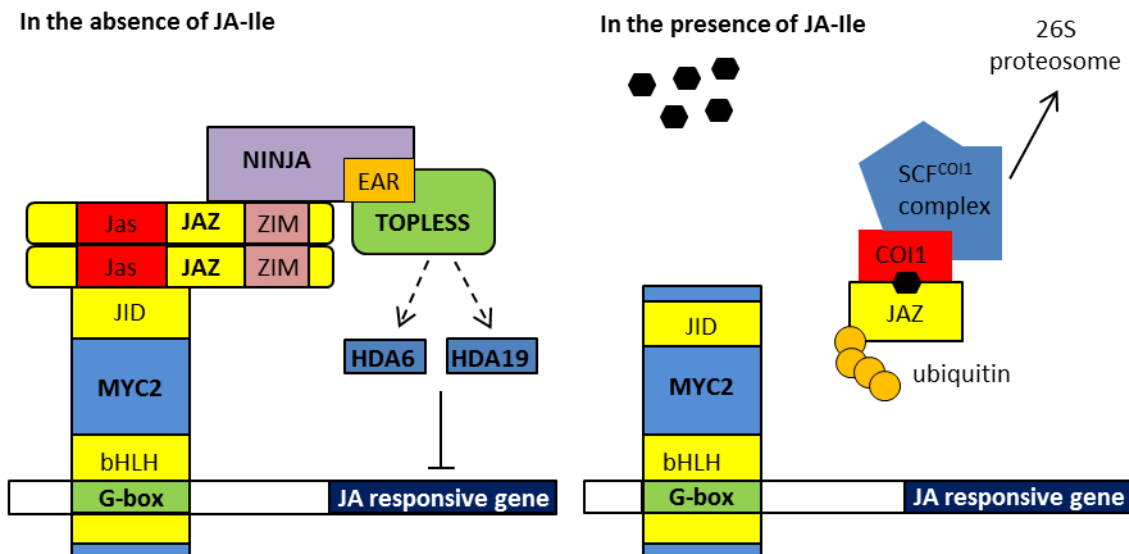 In the absence of JA-Ile
NINJA
EAR
TOPLESS
Jas JAZ ZIM
Jas JAZ ZIM
JID
HDA6 HDA19
MYC2
bHLH
G-box JA responsive gene
In the presence of JA-Ile
26S
proteosome
SCFCOI1
complex
COI1
JAZ
ubiquitin
JID
MYC2
bHLH
G-box JA responsive gene